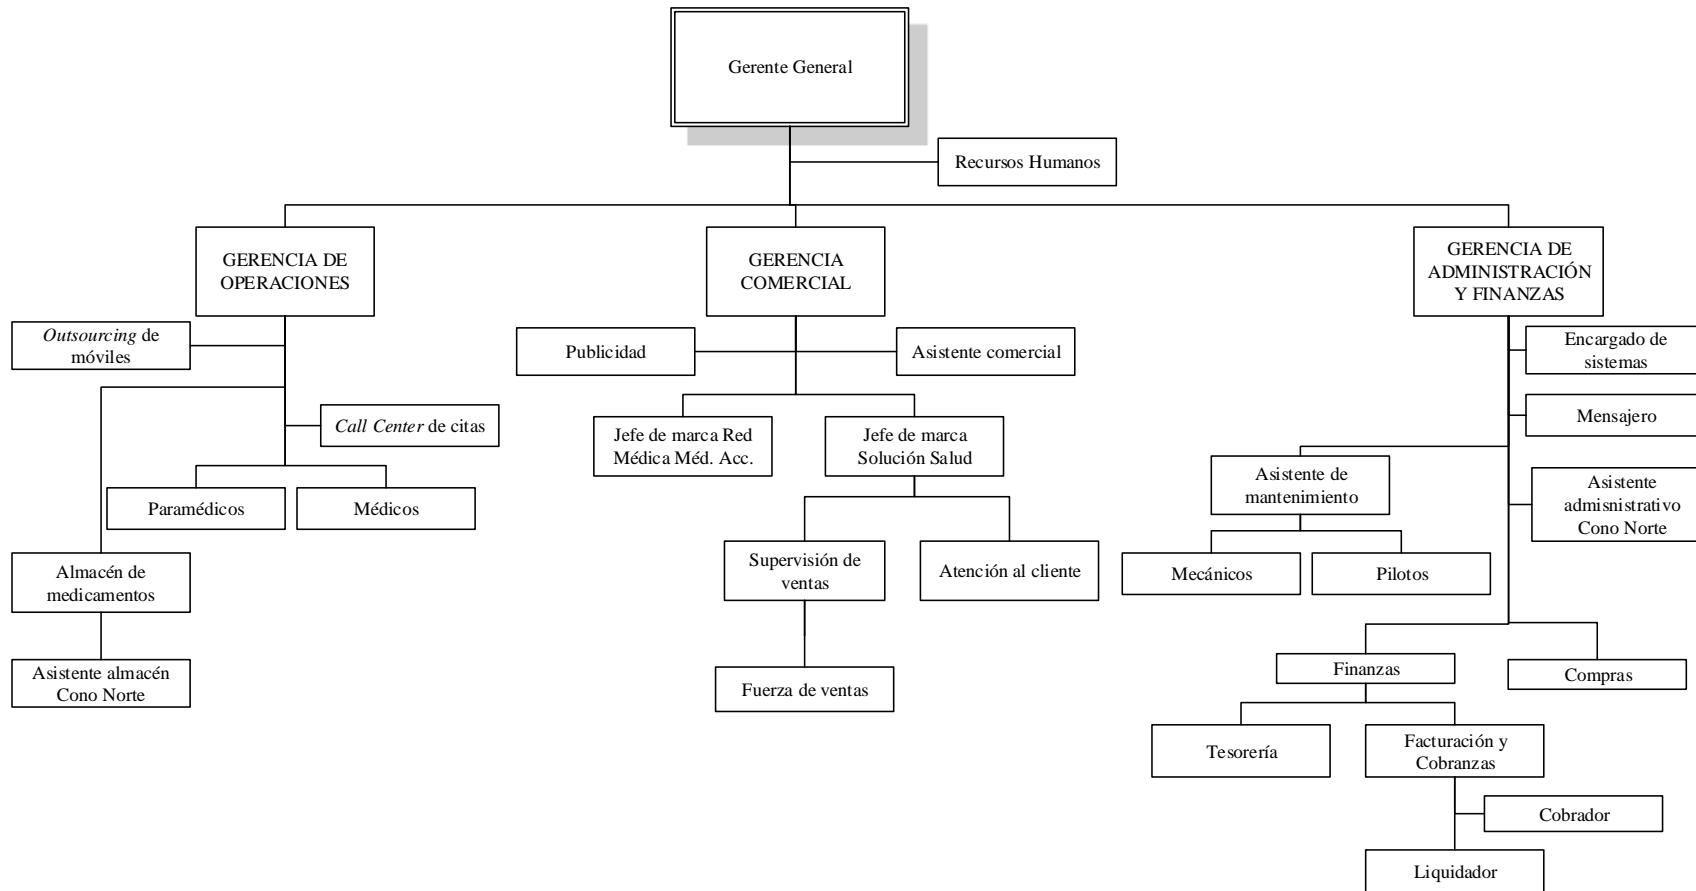 Gerente General
Recursos Humanos
GERENCIA DE
OPERACIONES
GERENCIA
COMERCIAL
GERENCIA DE
ADMINISTRACIÓN
Y FINANZAS
Outsourcing de
móviles
Publicidad
Asistente comercial
Encargado de
sistemas
Call Center de citas
Jefe de marca Red
Médica Méd. Acc.
Jefe de marca
Solución Salud
Mensajero
Paramédicos
Médicos
Asistente de
mantenimiento
Asistente
admisnistrativo
Cono Norte
Almacén de
medicamentos
Supervisión de
ventas
Atención al cliente
Mecánicos
Pilotos
Asistente almacén
Cono Norte
Fuerza de ventas
Finanzas
Compras
Tesorería
Facturación y
Cobranzas
Cobrador
Liquidador